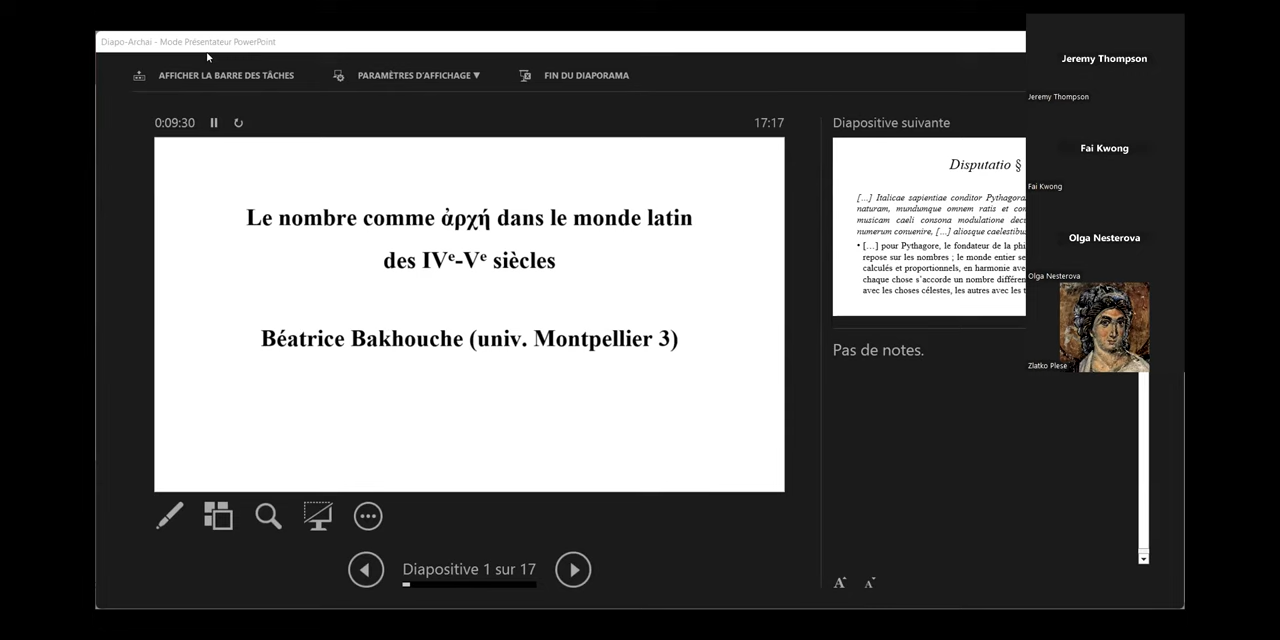 Diapo-Archai - Mode Présentateur PowerPoint
AFFICHER LA BARRE DES TÂCHES
PARAMÈTRES D'AFFICHAGE ▼
FIN DU DIAPORAMA
0:09:30
17:17
Le nombre comme ἀρχή dans le monde latin
des IVᵉ-Vᵉ siècles
Béatrice Bakhouche (univ. Montpellier 3)
Diapositive 1 sur 17
Diapositive suivante
Disputatio §
[…] Italicae sapientiae conditor Pythagora
naturam, mundumque omnem ratis et con
musicam caeli consona modulatione decu
numerum conuenire, […] aliosque caelestibu
• […] pour Pythagore, le fondateur de la phi
repose sur les nombres ; le monde entier se
calculés et proportionnels, en harmonie ave
chaque chose s'accorde un nombre différen
avec les choses célestes, les autres avec les t
Pas de notes.
Jeremy Thompson
Jeremy Thompson
Fai Kwong
Fai Kwong
Olga Nesterova
Olga Nesterova
Zlatko Plese
A A